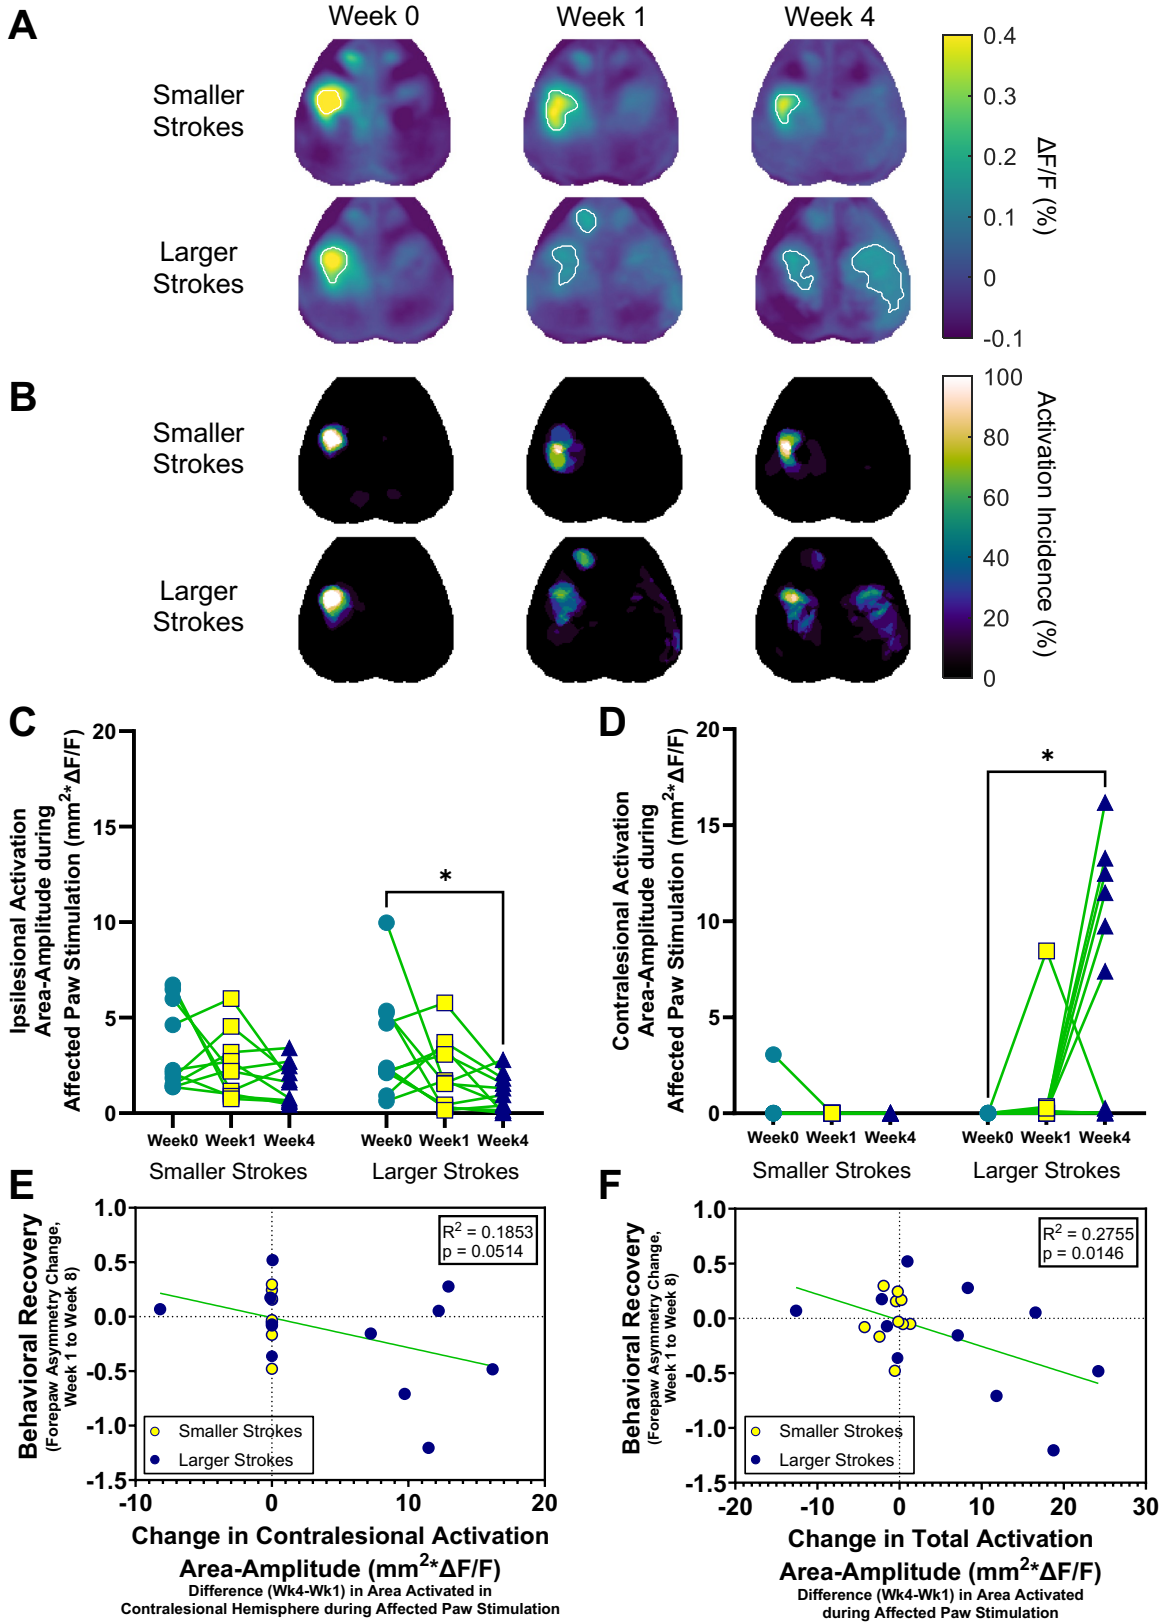 A
Week 0
Week 1
Week 4
Smaller
Strokes
Larger
Strokes
0.4
0.3
0.2
0.1
0
-0.1
ΔF/F (%)
B
Smaller
Strokes
Larger
Strokes
100
80
60
40
20
0
Activation Incidence (%)
C
Ipsilesional Activation
Area-Amplitude during
Affected Paw Stimulation (mm²*ΔF/F)
20
15
10
5
0
*
Week0 Week1 Week4
Week0 Week1 Week4
Smaller Strokes
Larger Strokes
D
Contralesional Activation
Area-Amplitude during
Affected Paw Stimulation (mm²*ΔF/F)
20
15
10
5
0
*
Week0 Week1 Week4
Week0 Week1 Week4
Smaller Strokes
Larger Strokes
E
Behavioral Recovery
(Forepaw Asymmetry Change,
Week 1 to Week 8)
1.0
0.5
0.0
-0.5
-1.0
-1.5
R² = 0.1853
p = 0.0514
Smaller Strokes
Larger Strokes
-10 0 10 20
Change in Contralesional Activation
Area-Amplitude (mm²*ΔF/F)
Difference (Wk4-Wk1) in Area Activated in
Contralesional Hemisphere during Affected Paw Stimulation
F
Behavioral Recovery
(Forepaw Asymmetry Change,
Week 1 to Week 8)
1.0
0.5
0.0
-0.5
-1.0
-1.5
R² = 0.2755
p = 0.0146
Smaller Strokes
Larger Strokes
-20 -10 0 10 20 30
Change in Total Activation
Area-Amplitude (mm²*ΔF/F)
Difference (Wk4-Wk1) in Area Activated
during Affected Paw Stimulation